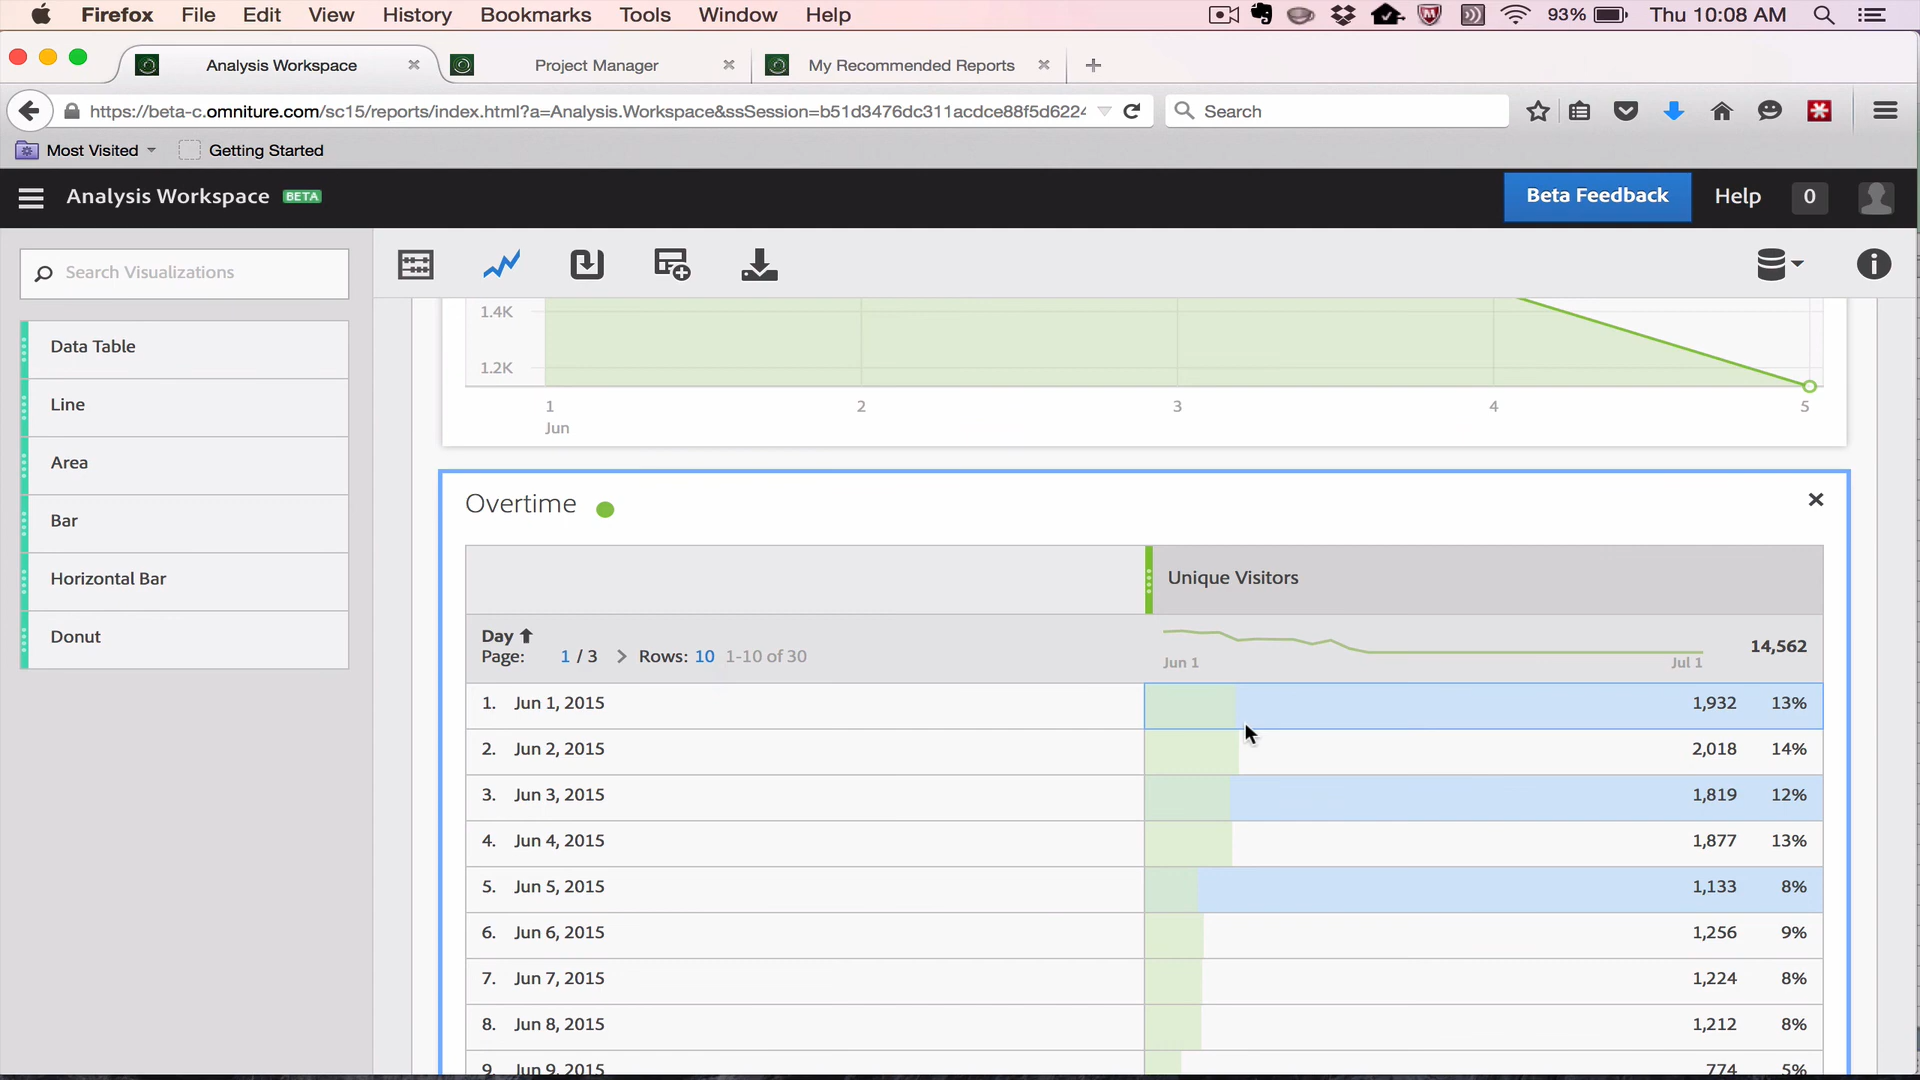 Firefox File Edit View History Bookmarks Tools Window Help 93% Thu 10:08 AM
Analysis Workspace Project Manager My Recommended Reports
https://beta-c.omniture.com/sc15/reports/index.html?a=Analysis.Workspace&ssSession=b51d3476dc311acdce88f5d6224 Search
Most Visited Getting Started
Analysis Workspace BETA Beta Feedback Help 0
Search Visualizations
Data Table
Line
Area
Bar
Horizontal Bar
Donut
1.4K
1.2K
1 2 3 4 5
Jun
Overtime
Unique Visitors
Day
Page: 1 / 3 Rows: 10 1-10 of 30
Jun 1 Jul 1
14,562
1. Jun 1, 2015 1,932 13%
2. Jun 2, 2015 2,018 14%
3. Jun 3, 2015 1,819 12%
4. Jun 4, 2015 1,877 13%
5. Jun 5, 2015 1,133 8%
6. Jun 6, 2015 1,256 9%
7. Jun 7, 2015 1,224 8%
8. Jun 8, 2015 1,212 8%
9. Jun 9, 2015 774 5%